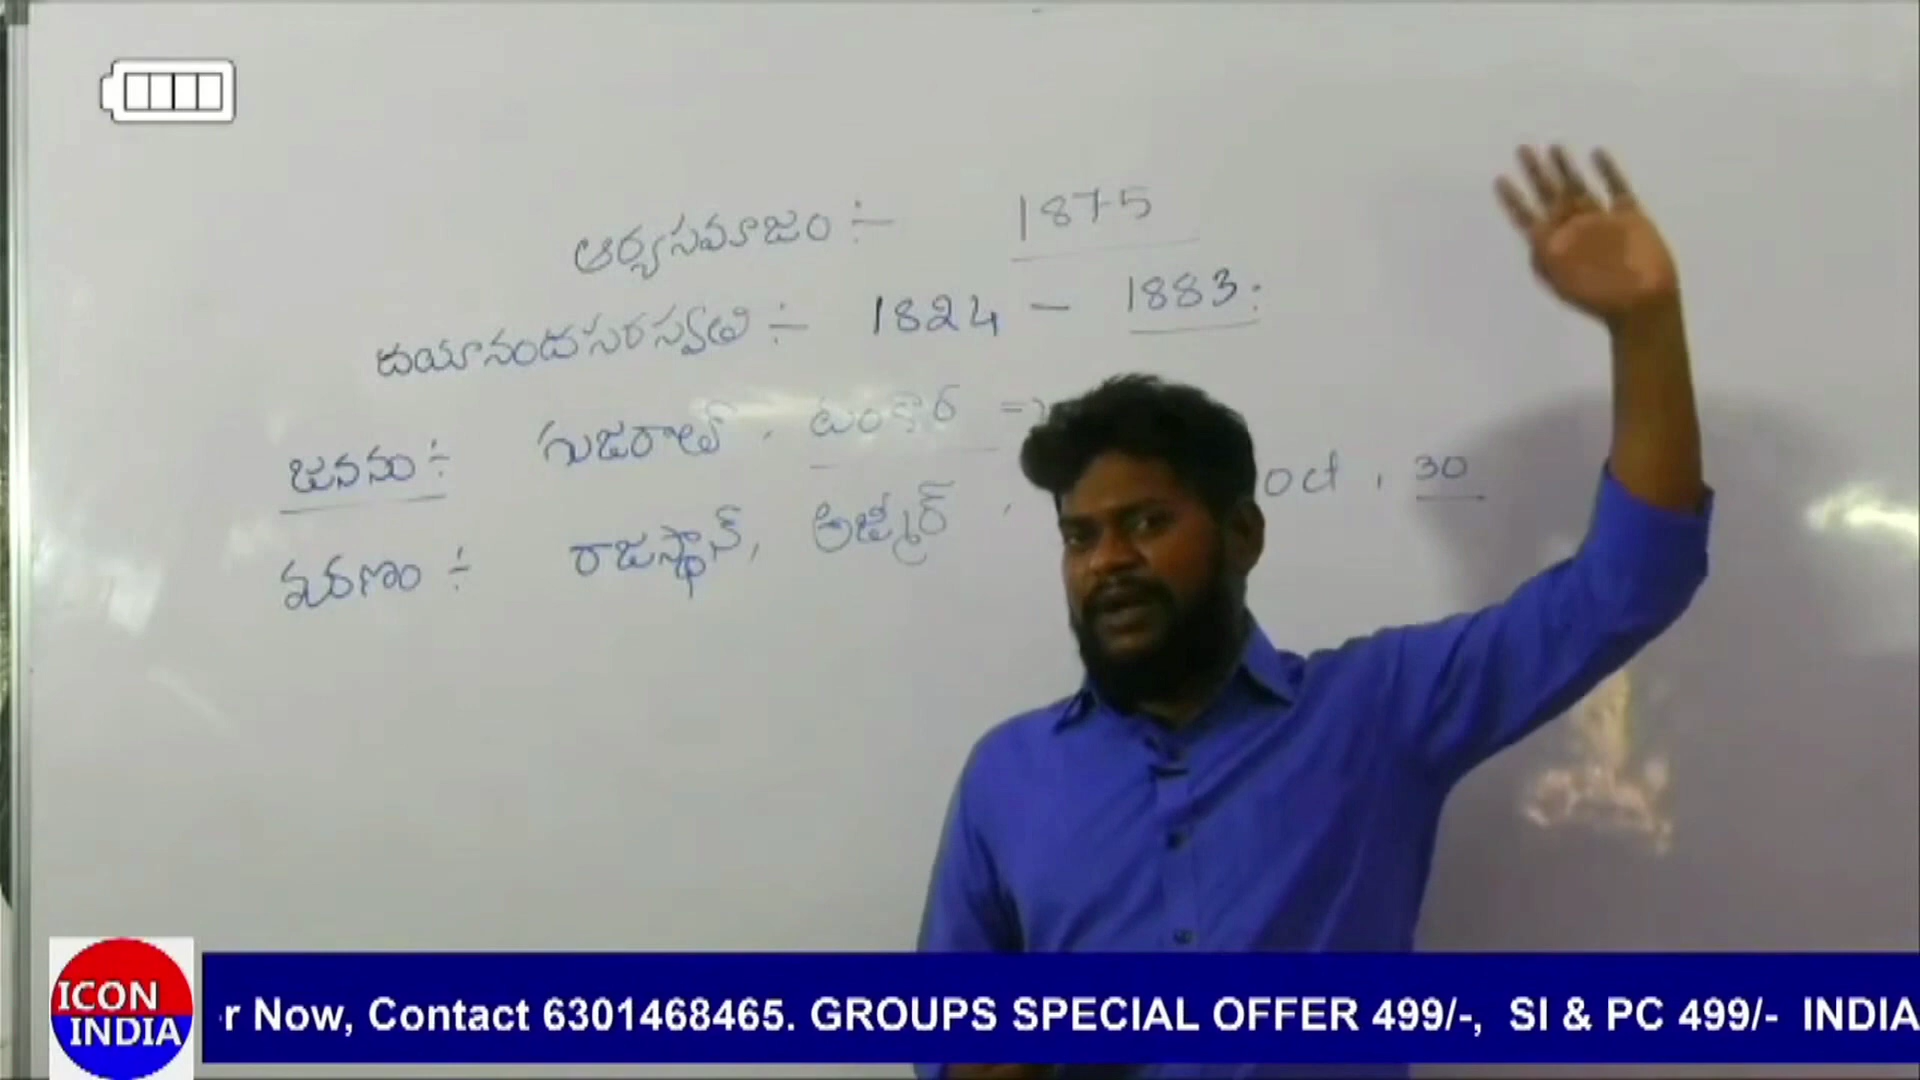 ఆర్యసమాజం :- 1875
దయానందసరస్వతి :- 1824 - 1883:
జననం :- గుజరాత్, టంకార =>
oct, 30
మరణం :- రాజస్థాన్, అజ్మీర్,
ICON
INDIA
r Now, Contact 6301468465. GROUPS SPECIAL OFFER 499/-, SI & PC 499/- INDIA